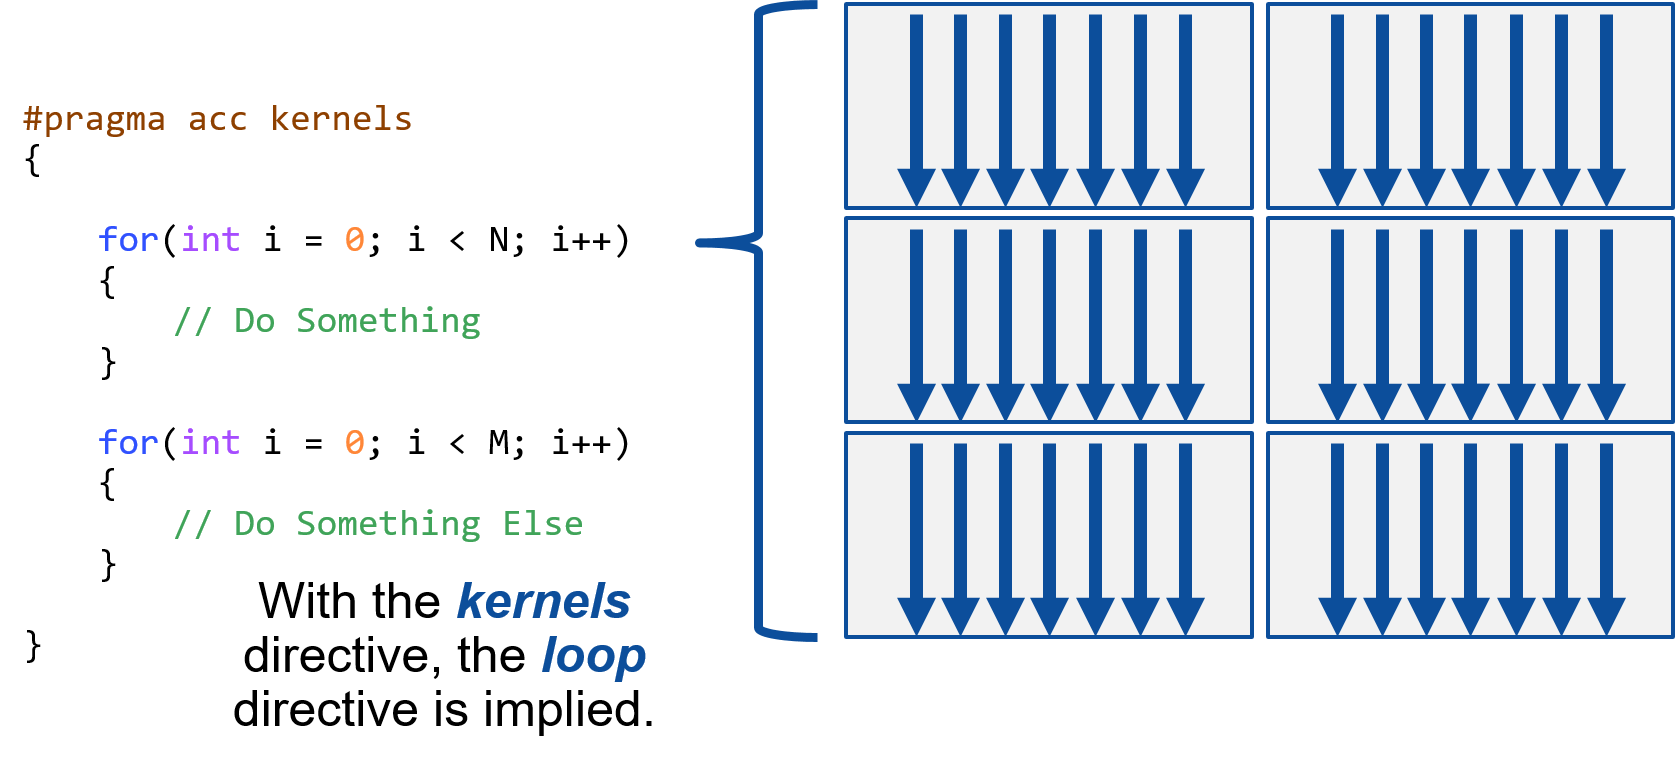 #pragma acc kernels
{
for(int i = 0; i < N; i++)
{
// Do Something
}
for(int i = 0; i < M; i++)
{
// Do Something Else
}
With the kernels
directive, the loop
directive is implied.
}